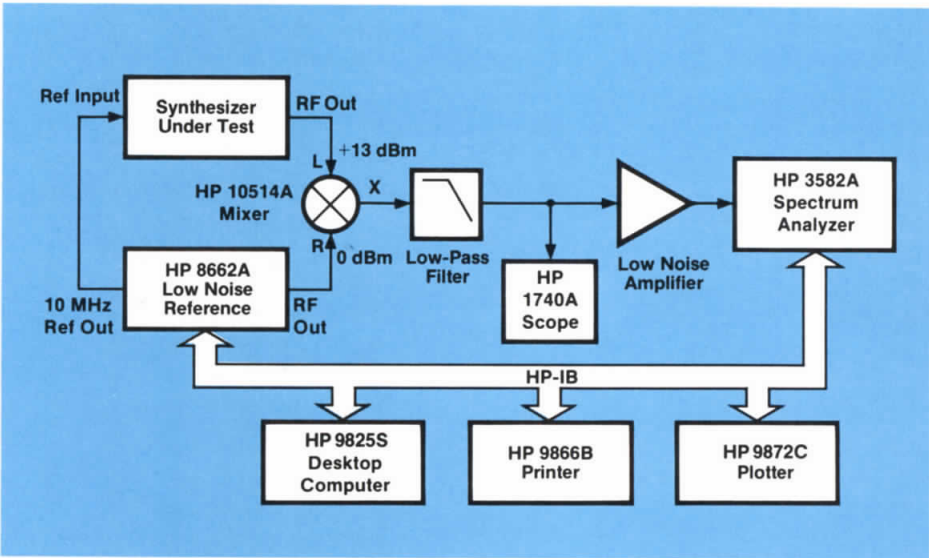 Ref Input
Synthesizer
Under Test
RF Out
L
+13 dBm
HP 10514A
Mixer
X
R
0 dBm
Low-Pass
Filter
HP
1740A
Scope
Low Noise
Amplifier
HP 3582A
Spectrum
Analyzer
10 MHz
Ref Out
HP 8662A
Low Noise
Reference
RF
Out
HP-IB
HP 9825S
Desktop
Computer
HP 9866B
Printer
HP 9872C
Plotter